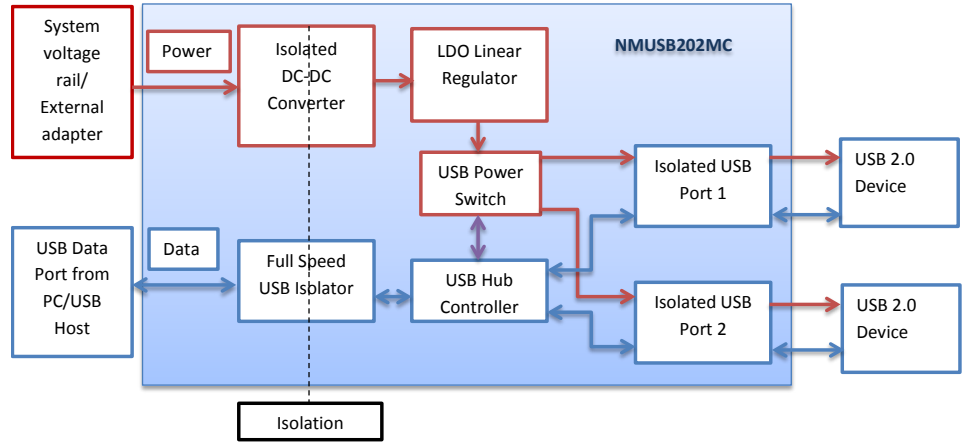 System
voltage
rail/
External
adapter
Power
Isolated
DC-DC
Converter
LDO Linear
Regulator
NMUSB202MC
USB Power
Switch
Isolated USB
Port 1
USB 2.0
Device
USB Data
Port from
PC/USB
Host
Data
Full Speed
USB Isolator
USB Hub
Controller
Isolated USB
Port 2
USB 2.0
Device
Isolation